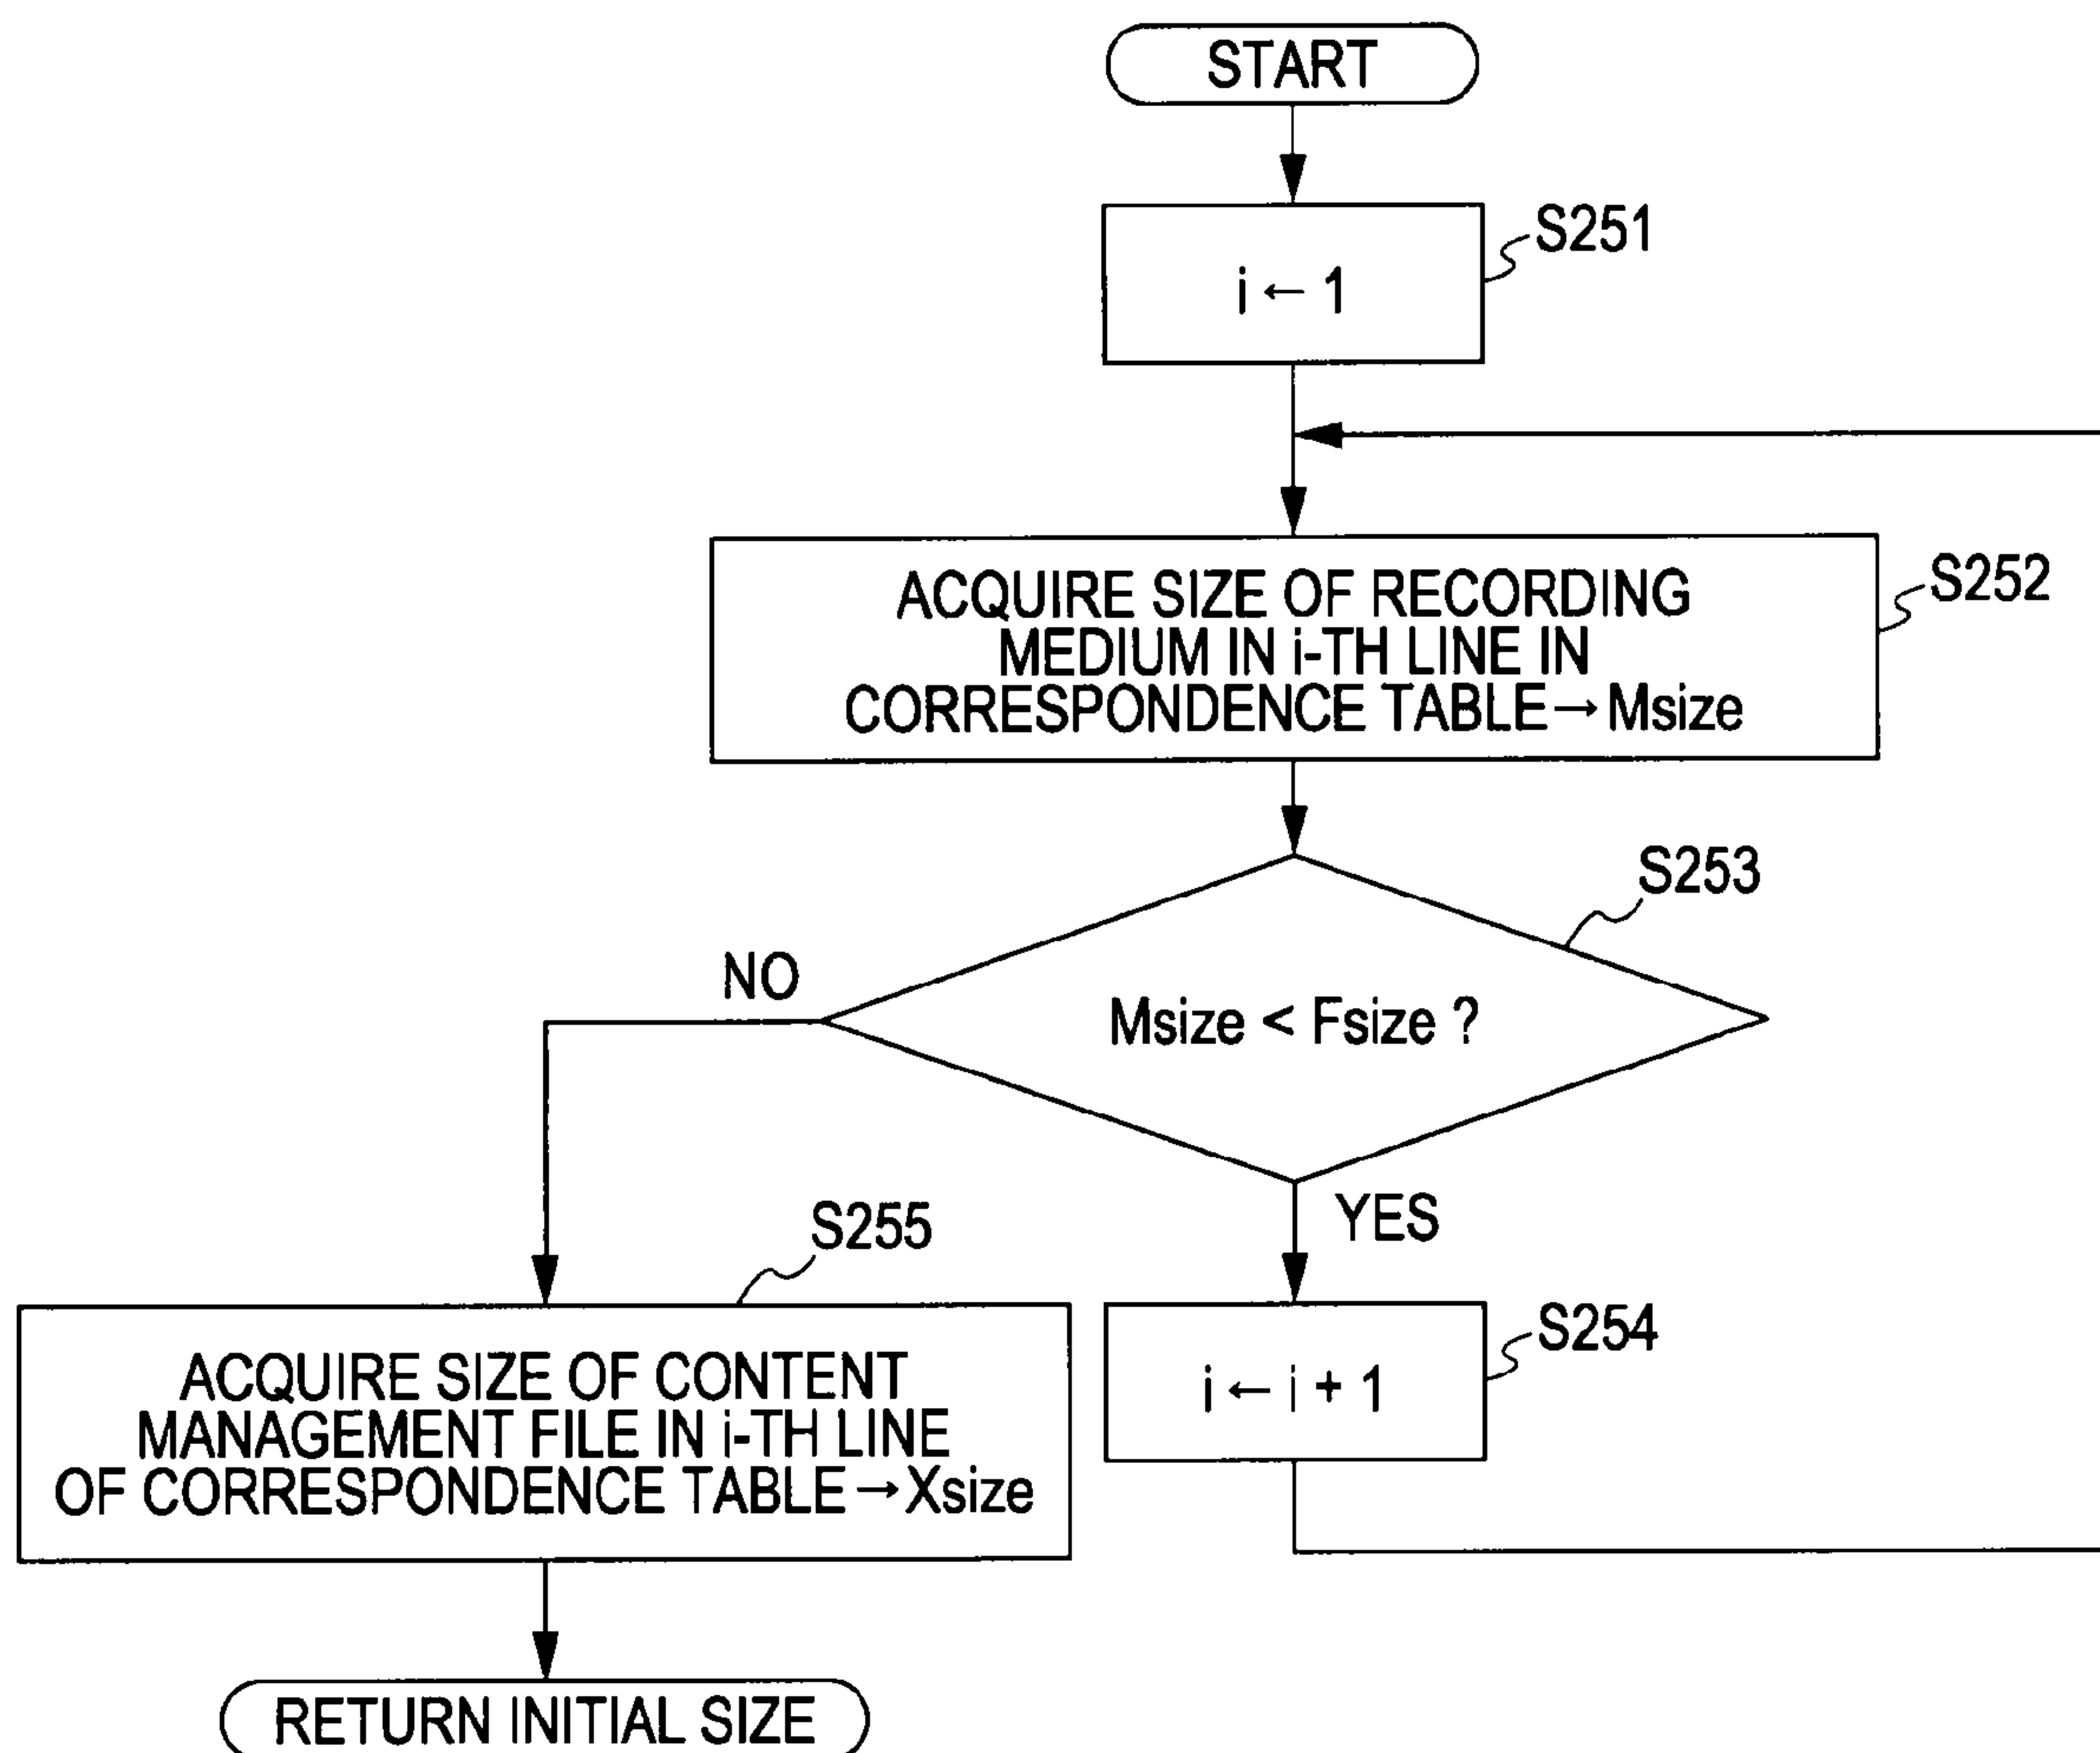 START
S251
i ← 1
S252
ACQUIRE SIZE OF RECORDING
MEDIUM IN i-TH LINE IN
CORRESPONDENCE TABLE → Msize
S253
NO
Msize < Fsize ?
YES
S255
S254
ACQUIRE SIZE OF CONTENT
MANAGEMENT FILE IN i-TH LINE
OF CORRESPONDENCE TABLE → Xsize
i ← i + 1
RETURN INITIAL SIZE